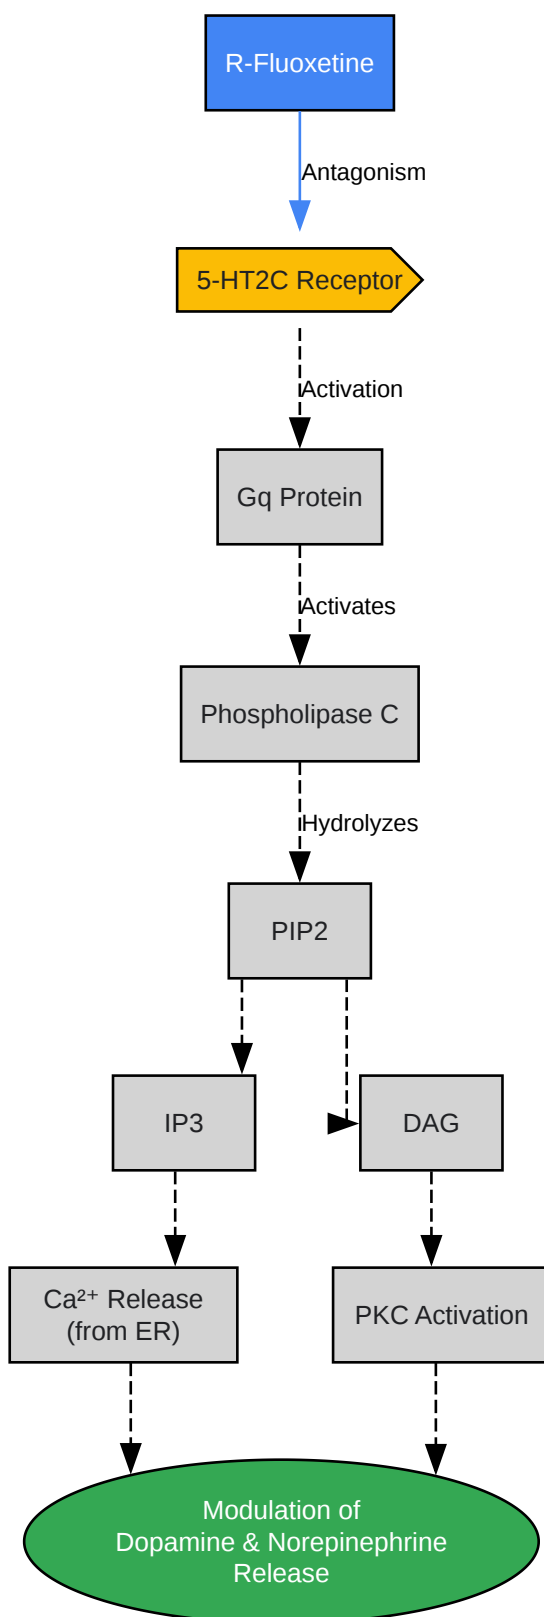 R-Fluoxetine
Antagonism
5-HT2C Receptor
Activation
Gq Protein
Activates
Phospholipase C
Hydrolyzes
PIP2
IP3
DAG
Ca²⁺ Release
(from ER)
PKC Activation
Modulation of
Dopamine & Norepinephrine
Release